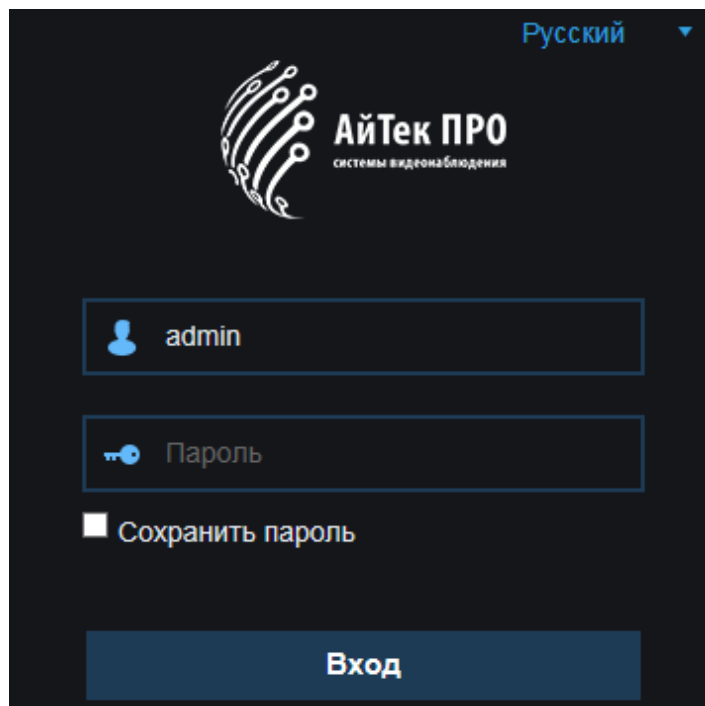 Русский
АйТек ПРО
системы видеонаблюдения
admin
Пароль
Сохранить пароль
Вход